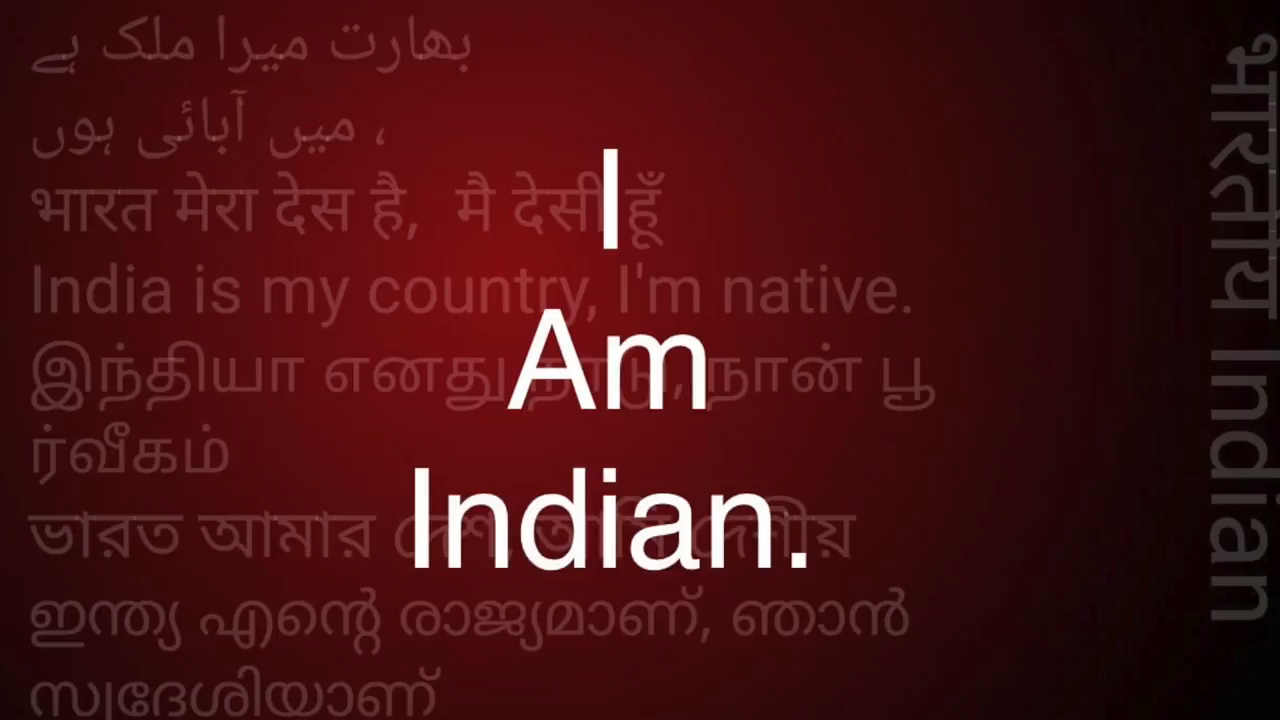 بھارت میرا ملک ہے
، میں آبائی ہوں
भारत मेरा देस है, मै देसी हूँ
India is my country, I'm native.
இந்தியா எனது நாடு, நான் பூ
ர்வீகம்
ভারত আমার দেশ, আমি দেশীয়
ഇന്ത്യ എന്റെ രാജ്യമാണ്, ഞാൻ
സ്വദേശിയാണ്
I
Am
Indian.
भारतीय Indian